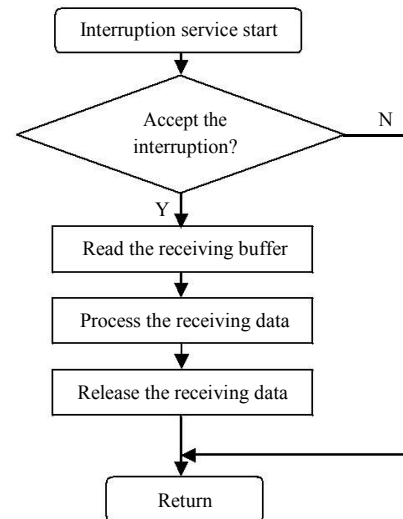 Interruption service start
Accept the
interruption?
N
Y
Read the receiving buffer
Process the receiving data
Release the receiving data
Return